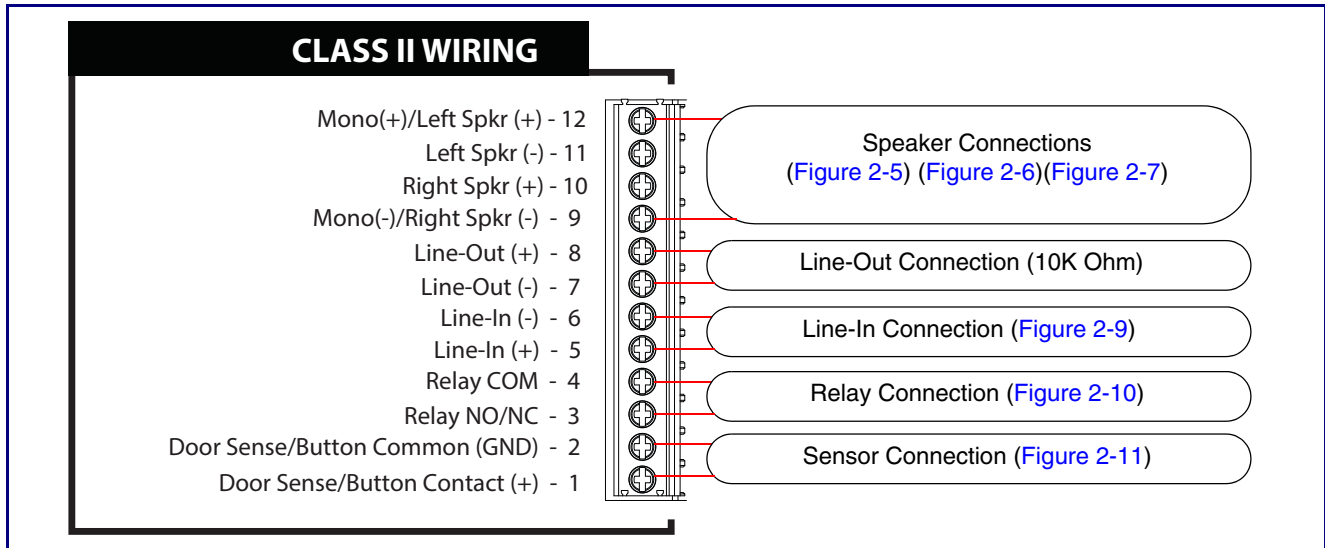 CLASS II WIRING
Mono(+)/Left Spkr (+) - 12
Left Spkr (-) - 11
Right Spkr (+) - 10
Mono(-)/Right Spkr (-) - 9
Line-Out (+) - 8
Line-Out (-) - 7
Line-In (-) - 6
Line-In (+) - 5
Relay COM - 4
Relay NO/NC - 3
Door Sense/Button Common (GND) - 2
Door Sense/Button Contact (+) - 1
Speaker Connections
(Figure 2-5) (Figure 2-6)(Figure 2-7)
Line-Out Connection (10K Ohm)
Line-In Connection (Figure 2-9)
Relay Connection (Figure 2-10)
Sensor Connection (Figure 2-11)